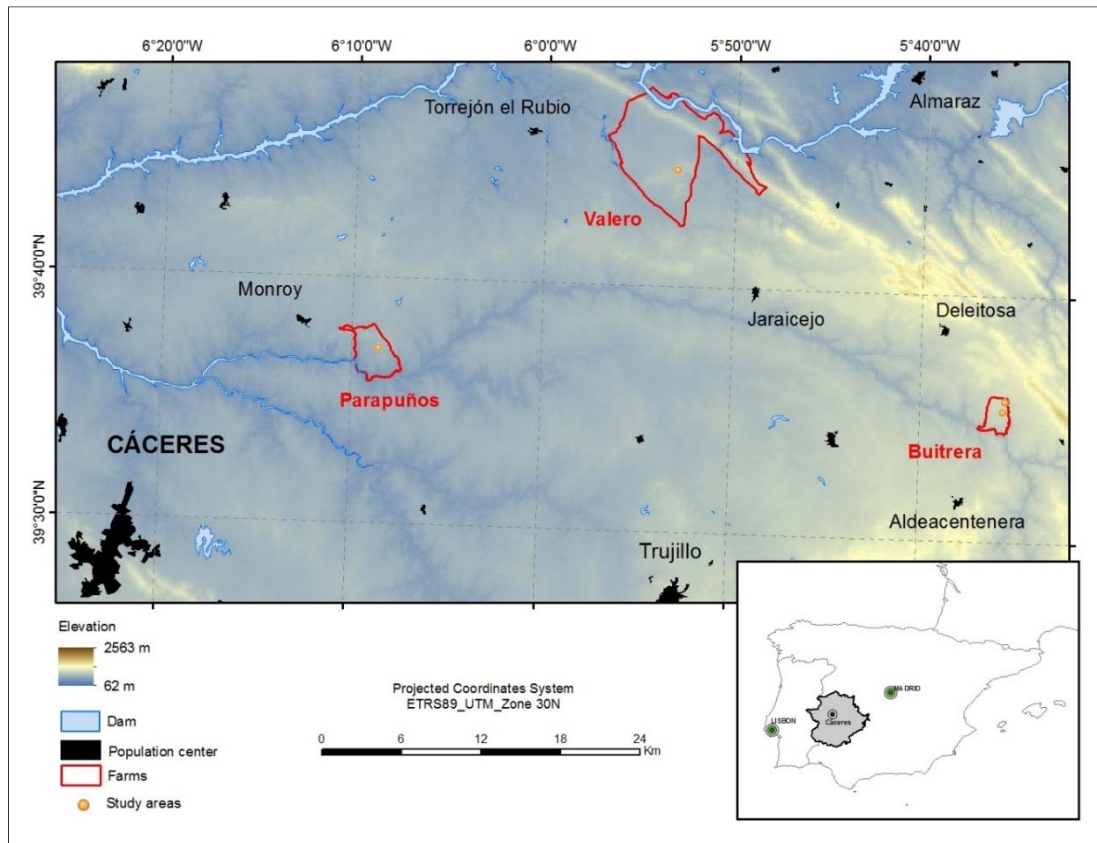 6°20'0"W
6°10'0"W
6°0'0"W
5°50'0"W
5°40'0"W
Torrejón el Rubio
Almaraz
Valero
39°40'0"N
Monroy
Jaraicejo
Deleitosa
Parapuños
CÁCERES
Buitrera
39°30'0"N
Aldeacentenera
Trujillo
Elevation
2563 m
62 m
Dam
Population center
Farms
Study areas
Projected Coordinates System
ETRS89_UTM_Zone 30N
0 6 12 18 24
Km
MADRID
LISBON
Cáceres